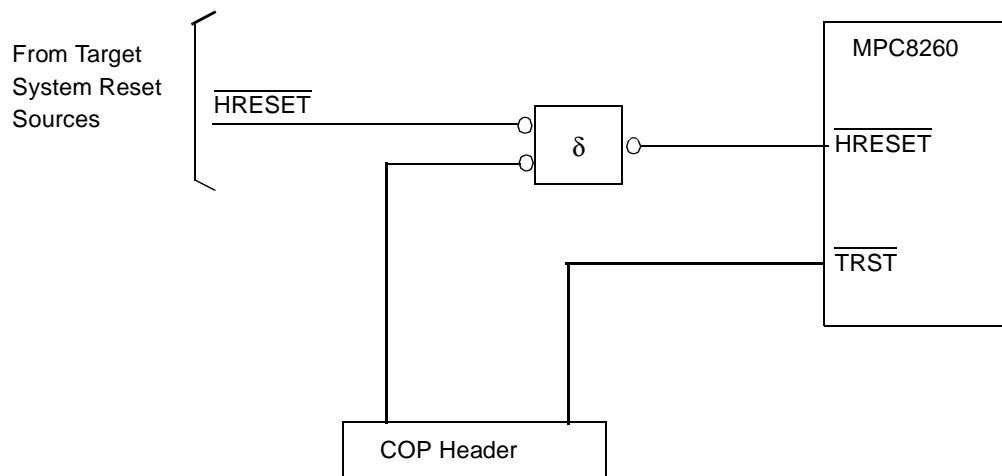 From Target
System Reset
Sources
HRESET
δ
MPC8260
HRESET
TRST
COP Header